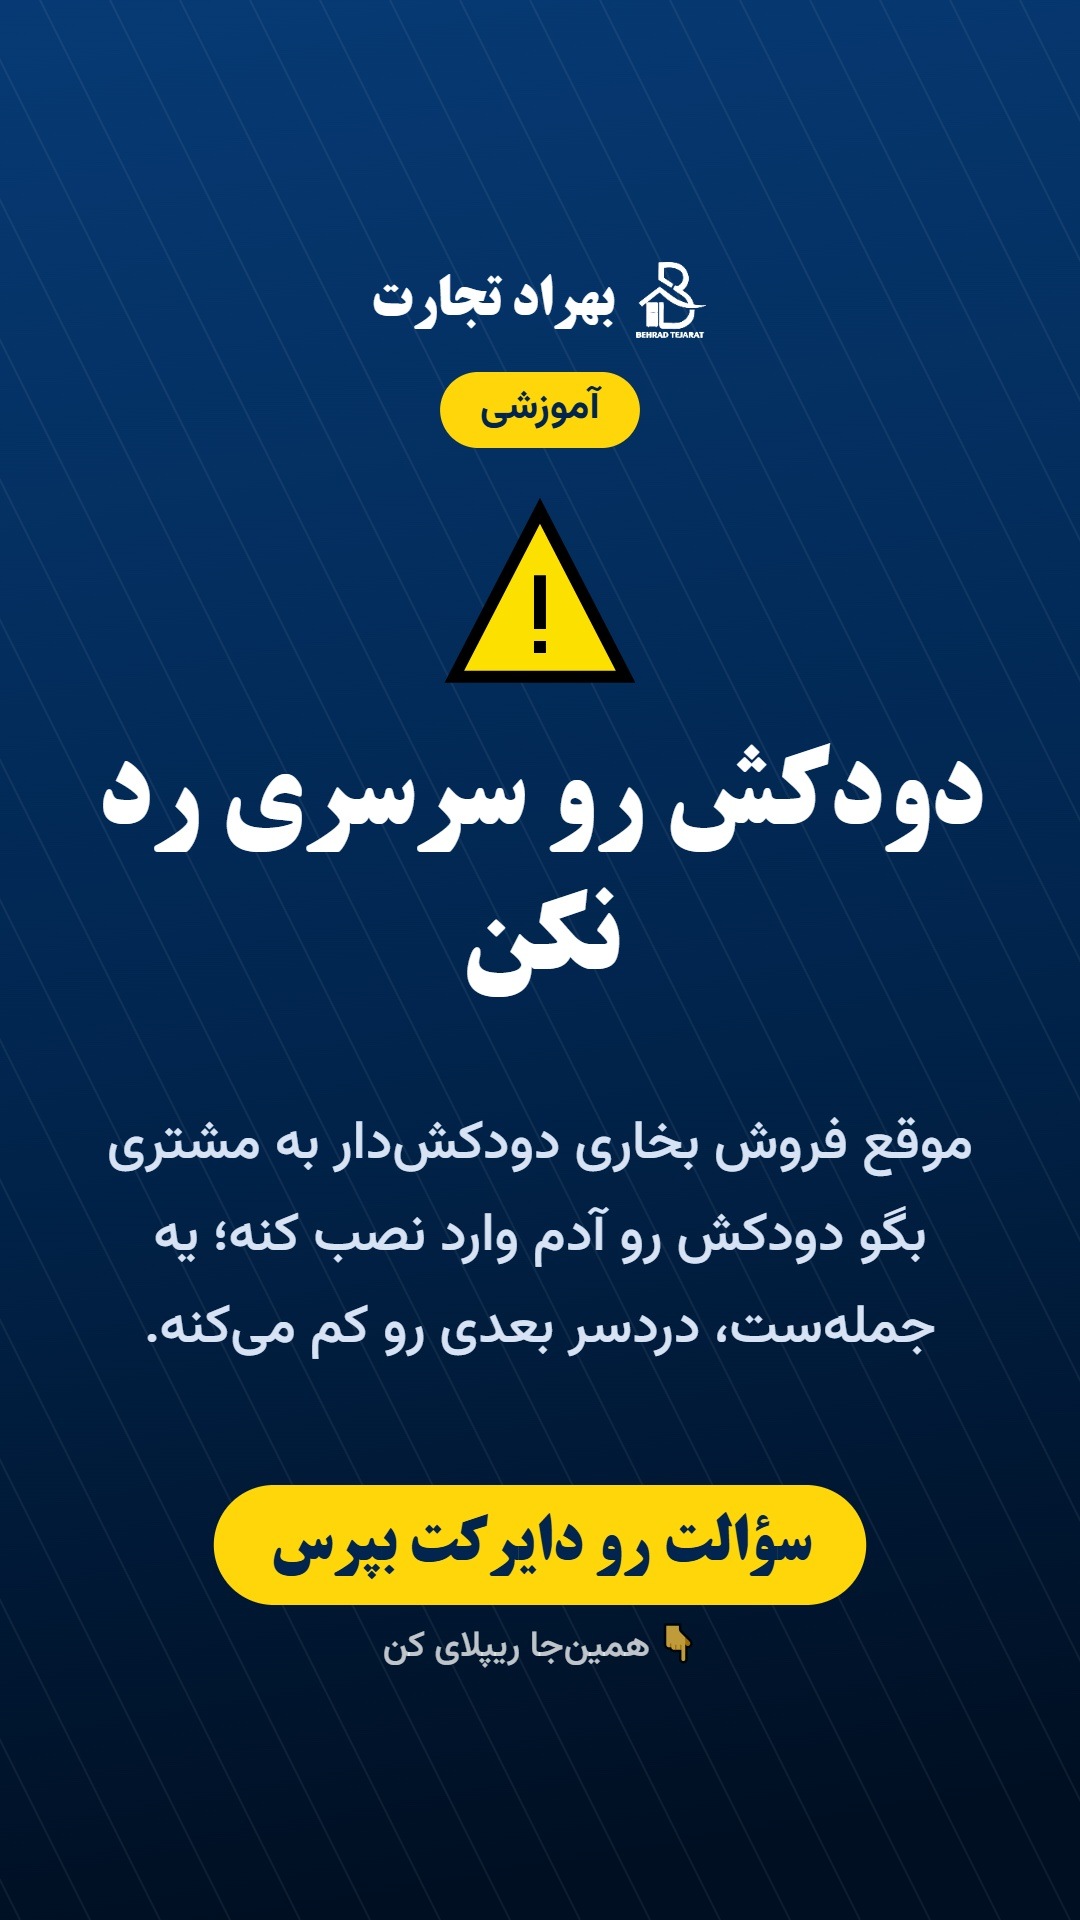 بهراد تجارت
BEHRAD TEJARAT
آموزشی
!
دودکش رو سرسری رد
نکن
موقع فروش بخاری دودکش‌دار به مشتری
بگو دودکش رو آدم وارد نصب کنه؛ یه
جمله‌ست، دردسر بعدی رو کم می‌کنه.
سؤالت رو دایرکت بپرس
👇 همین‌جا ریپلای کن